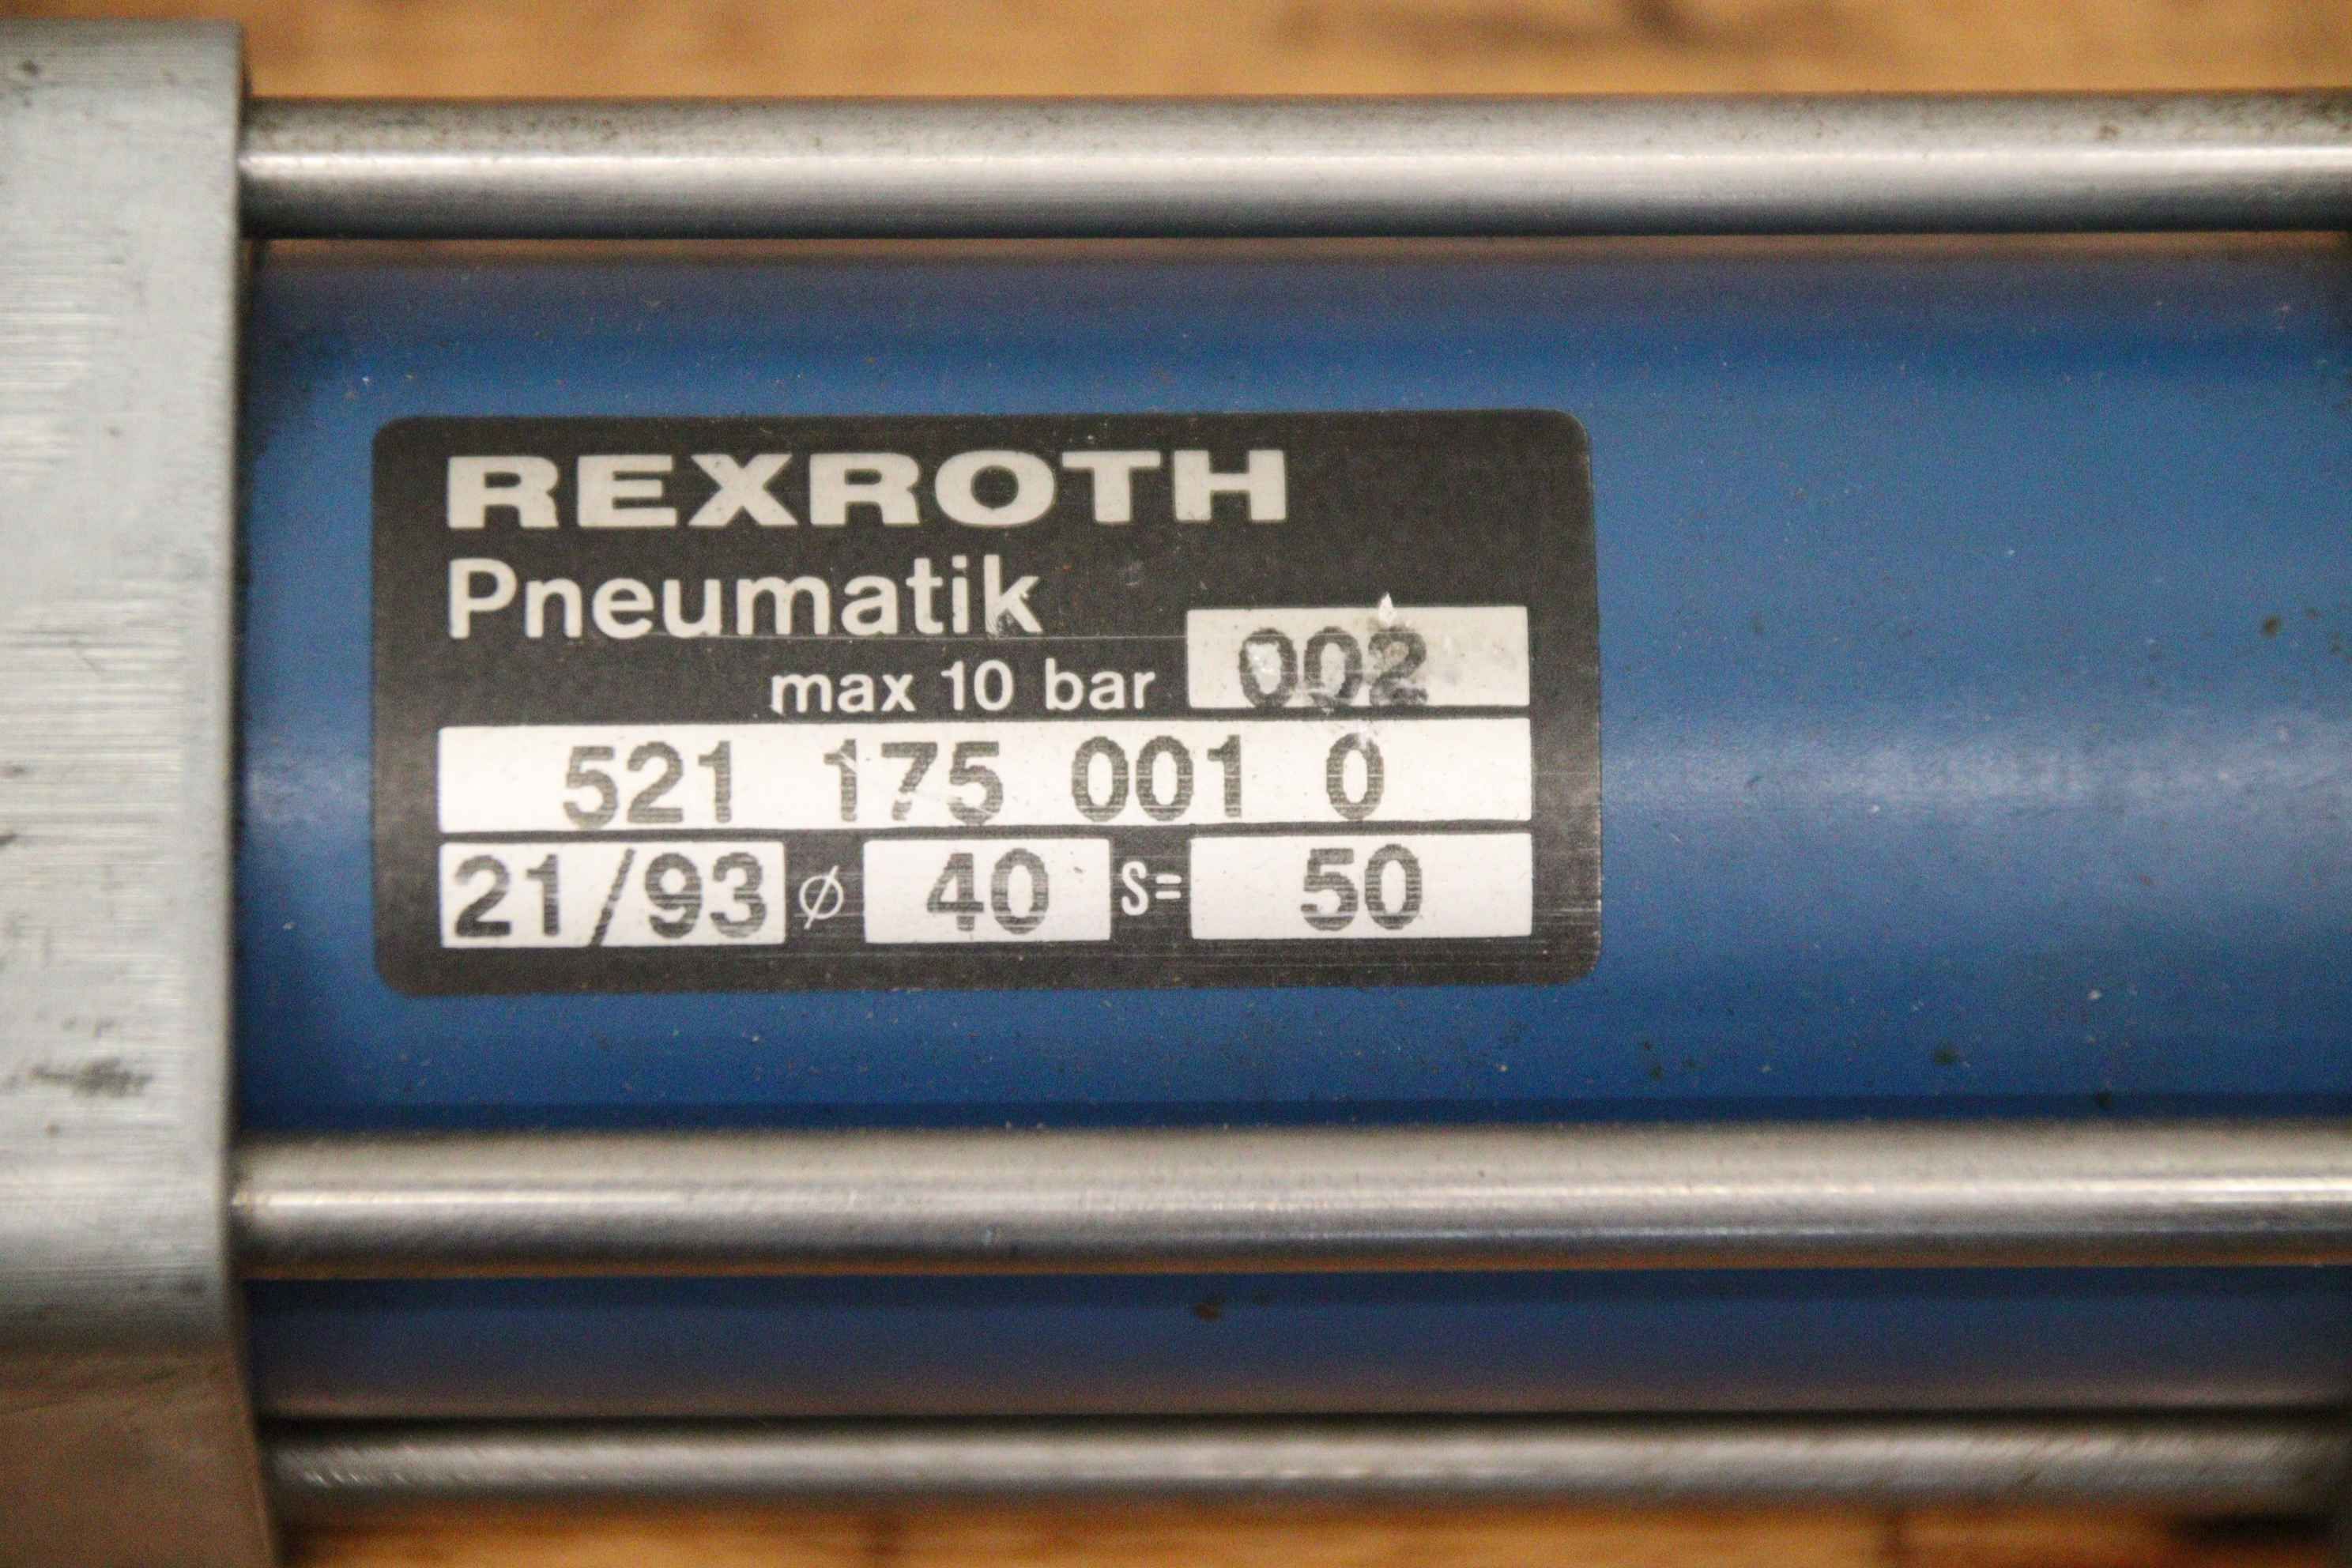 REXROTH
Pneumatik
max 10 bar 002
521 175 001 0
21/93 ⌀ 40 S= 50